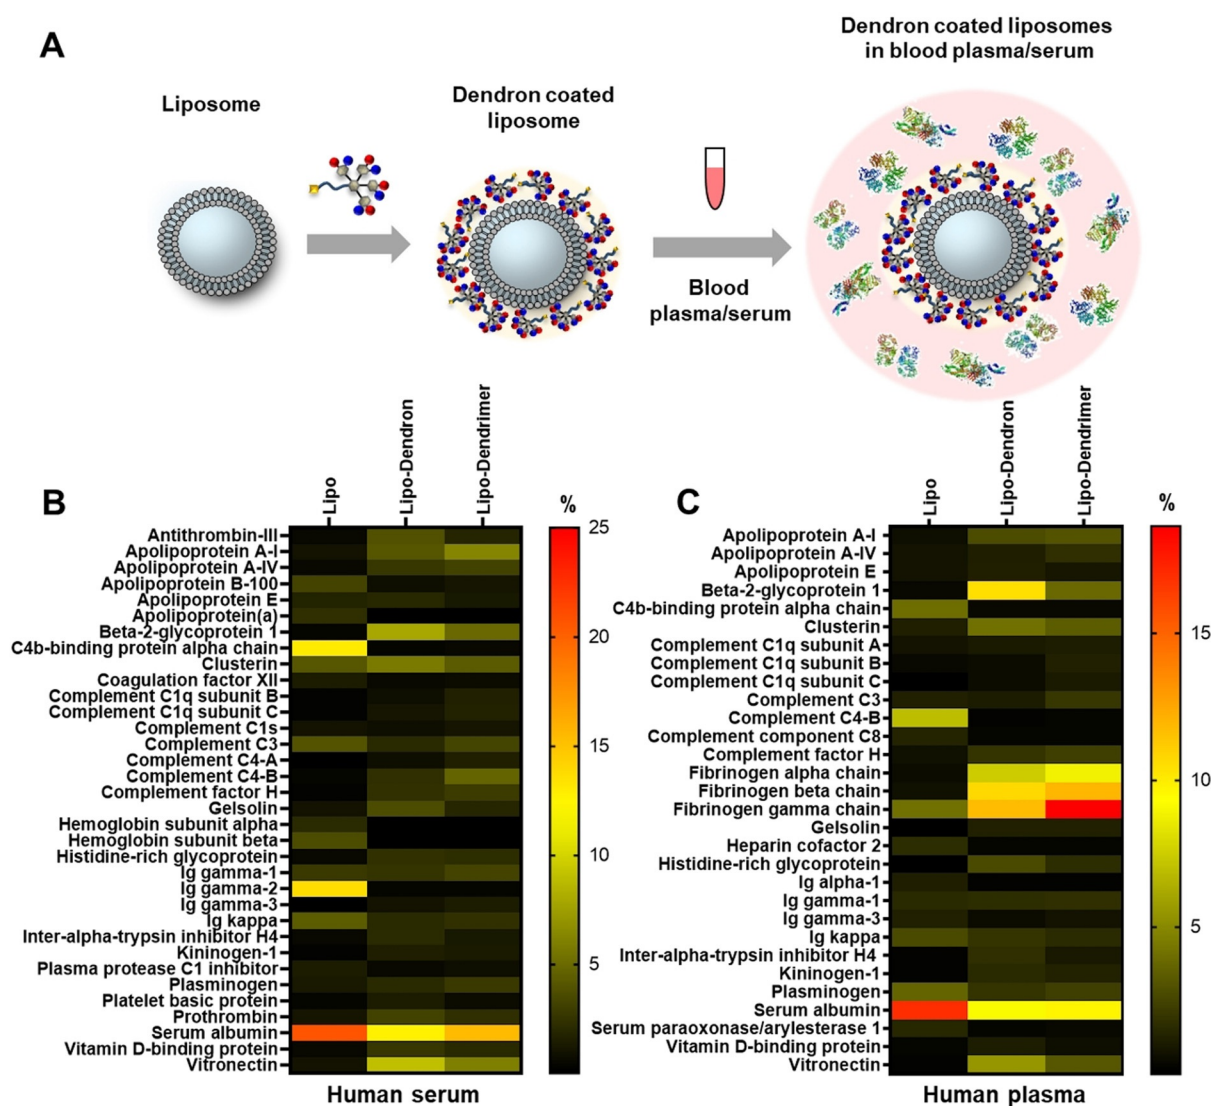 A
Liposome
Dendron coated
liposome
Blood
plasma/serum
Dendron coated liposomes
in blood plasma/serum
B
Lipo
Lipo-Dendron
Lipo-Dendrimer
%
Antithrombin-III
Apolipoprotein A-I
Apolipoprotein A-IV
Apolipoprotein B-100
Apolipoprotein E
Apolipoprotein(a)
Beta-2-glycoprotein 1
C4b-binding protein alpha chain
Clusterin
Coagulation factor XII
Complement C1q subunit B
Complement C1q subunit C
Complement C1s
Complement C3
Complement C4-A
Complement C4-B
Complement factor H
Gelsolin
Hemoglobin subunit alpha
Hemoglobin subunit beta
Histidine-rich glycoprotein
Ig gamma-1
Ig gamma-2
Ig gamma-3
Ig kappa
Inter-alpha-trypsin inhibitor H4
Kininogen-1
Plasma protease C1 inhibitor
Plasminogen
Platelet basic protein
Prothrombin
Serum albumin
Vitamin D-binding protein
Vitronectin
25
20
15
10
5
Human serum
C
Lipo
Lipo-Dendron
Lipo-Dendrimer
%
Apolipoprotein A-I
Apolipoprotein A-IV
Apolipoprotein E
Beta-2-glycoprotein 1
C4b-binding protein alpha chain
Clusterin
Complement C1q subunit A
Complement C1q subunit B
Complement C1q subunit C
Complement C3
Complement C4-B
Complement component C8
Complement factor H
Fibrinogen alpha chain
Fibrinogen beta chain
Fibrinogen gamma chain
Gelsolin
Heparin cofactor 2
Histidine-rich glycoprotein
Ig alpha-1
Ig gamma-1
Ig gamma-3
Ig kappa
Inter-alpha-trypsin inhibitor H4
Kininogen-1
Plasminogen
Serum albumin
Serum paraoxonase/arylesterase 1
Vitamin D-binding protein
Vitronectin
15
10
5
Human plasma